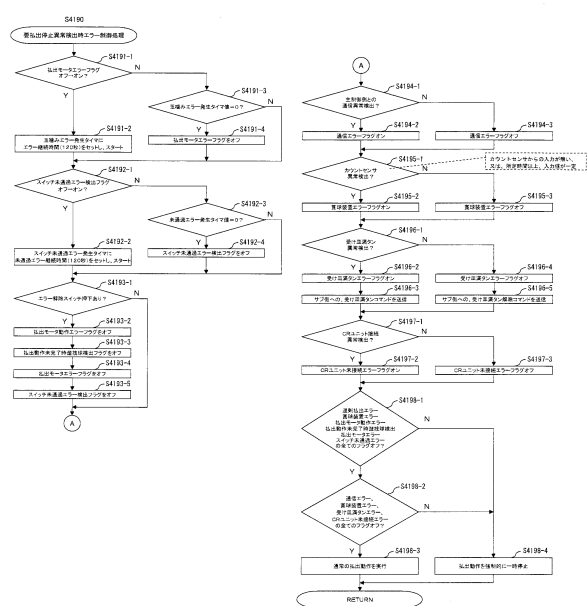 S4190
要払出停止異常検出時エラー制御処理
S4191-1
払出モータエラーフラグ
オフ→オン?
N
Y
S4191-3
玉噛みエラー発生タイマ値=0?
N
Y
S4191-2
玉噛みエラー発生タイマに
エラー継続時間(120秒)をセットし、スタート
S4191-4
払出モータエラーフラグをオフ
S4192-1
スイッチ未通過エラー検出フラグ
オフ→オン?
N
Y
S4192-3
未通過エラー発生タイマ値=0?
N
Y
S4192-2
スイッチ未通過エラー発生タイマに
未通過エラー継続時間(120秒)をセットし、スタート
S4192-4
スイッチ未通過エラー検出フラグをオフ
S4193-1
エラー解除スイッチ押下あり?
N
Y
S4193-2
払出モータ動作エラーフラグをオフ
S4193-3
払出動作未完了時越技球検出フラグをオフ
S4193-4
払出モータエラーフラグをオフ
S4193-5
スイッチ未通過エラー検出フラグをオフ
A
A
S4194-1
主制御側との
通信異常検出?
N
Y
S4194-2
通信エラーフラグオン
S4194-3
通信エラーフラグオフ
S4195-1
カウントセンサ
異常検出?
N
Y
カウントセンサからの入力が無い、
又は、所定時間以上、入力値が一定
S4195-2
賞球装置エラーフラグオン
S4195-3
賞球装置エラーフラグオフ
S4196-1
受け皿満タン
異常検出?
N
Y
S4196-2
受け皿満タンエラーフラグオン
S4196-4
受け皿満タンエラーフラグオフ
S4196-3
サブ側への、受け皿満タンコマンドを送信
S4196-5
サブ側への、受け皿満タン解除コマンドを送信
S4197-1
CRユニット接続
異常検出?
N
Y
S4197-2
CRユニット未接続エラーフラグオン
S4197-3
CRユニット未接続エラーフラグオフ
S4198-1
過剰払出エラー
賞球装置エラー
払出モータ動作エラー
払出動作未完了時越技球検出
払出モータエラー
スイッチ未通過エラー
の全てのフラグオフ?
N
Y
S4198-2
通信エラー、
賞球装置エラー、
受け皿満タンエラー、
CRユニット未接続エラー
の全てのフラグオフ?
N
Y
S4198-3
通常の払出動作を実行
S4198-4
払出動作を強制的に一時停止
RETURN